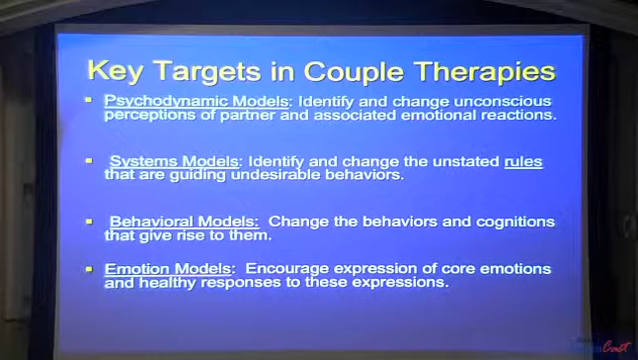 Key Targets in Couple Therapies
Psychodynamic Models: Identify and change unconscious
perceptions of partner and associated emotional reactions.
Systems Models: Identify and change the unstated rules
that are guiding undesirable behaviors.
Behavioral Models: Change the behaviors and cognitions
that give rise to them.
Emotion Models: Encourage expression of core emotions
and healthy responses to these expressions.
Cast